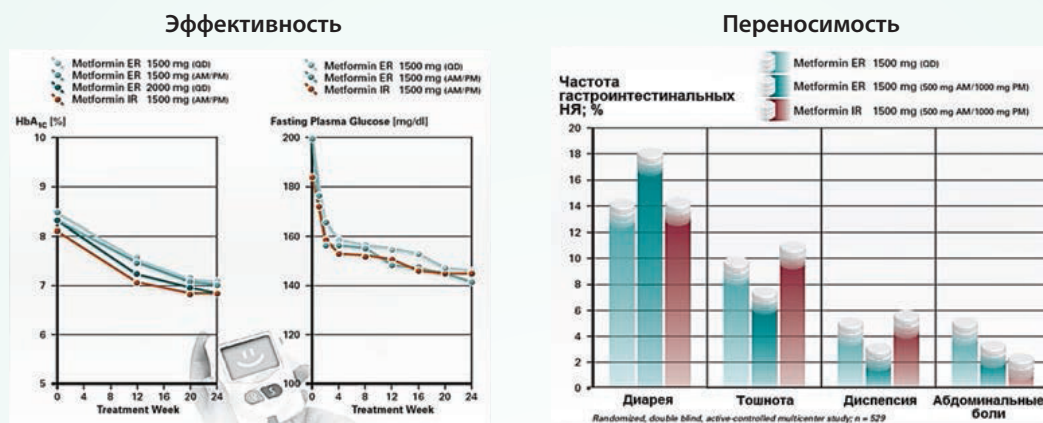 Эффективность
Переносимость
Metformin ER 1500 mg (QD)
Metformin ER 1500 mg (AM/PM)
Metformin ER 2000 mg (QD)
Metformin IR 1500 mg (AM/PM)
HbA1C [%]
10
9
8
7
6
5
0 4 8 12 16 20 24
Treatment Week
Metformin ER 1500 mg (QD)
Metformin ER 1500 mg (AM/PM)
Metformin IR 1500 mg (AM/PM)
Fasting Plasma Glucose [mg/dl]
200
180
160
140
120
100
0 4 8 12 16 20 24
Treatment Week
Metformin ER 1500 mg (QD)
Metformin ER 1500 mg (500 mg AM/1000 mg PM)
Metformin IR 1500 mg (500 mg AM/1000 mg PM)
Частота
гастроинтестинальных
НЯ; %
20
18
16
14
12
10
8
6
4
2
0
Диарея Тошнота Диспепсия Абдоминальные
боли
Randomized, double blind, active-controlled multicenter study; n = 529